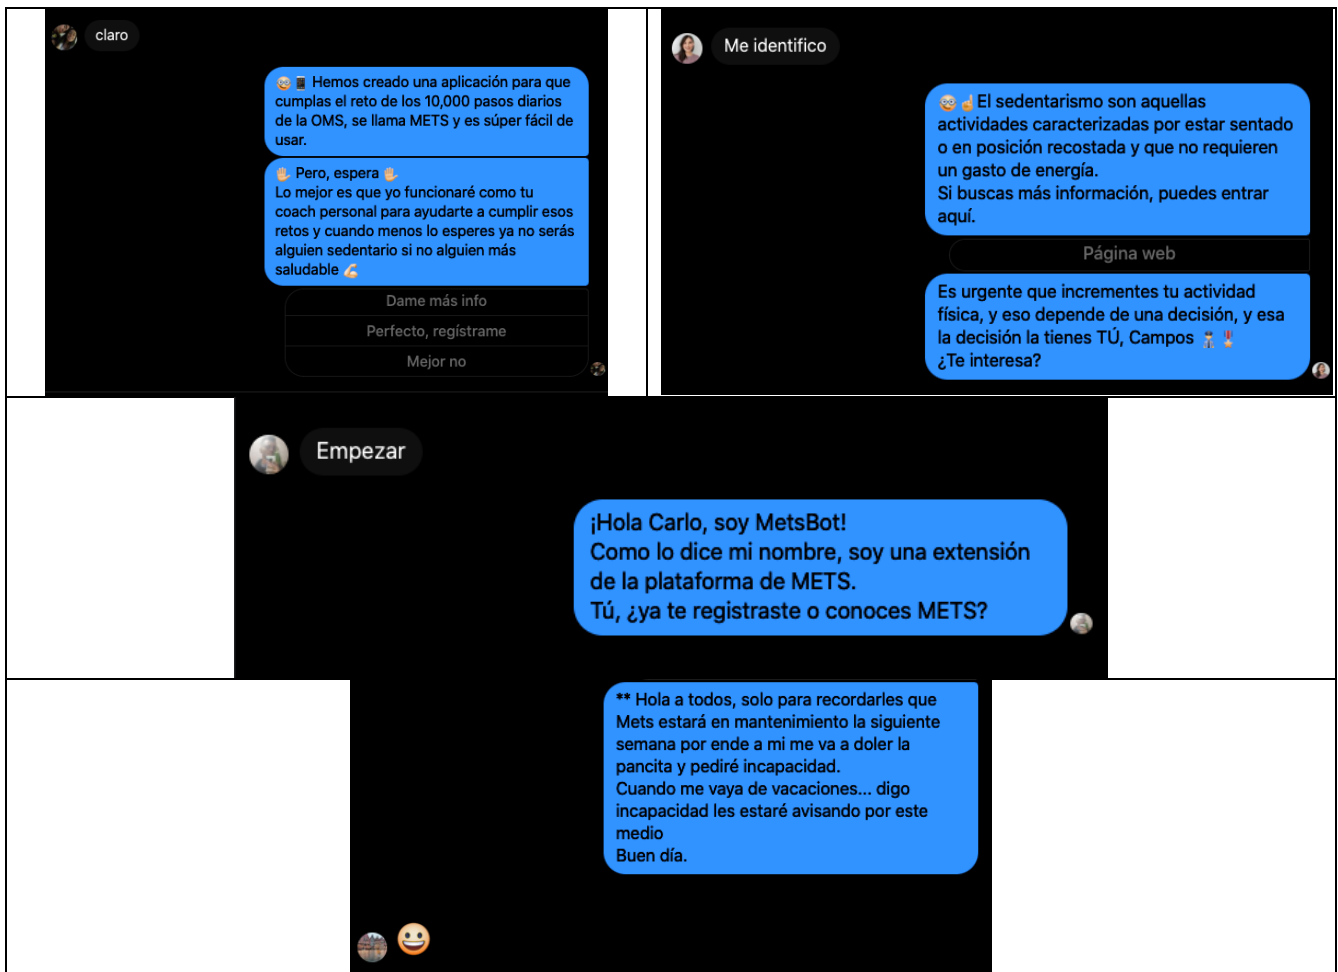 claro
🤓📱 Hemos creado una aplicación para que
cumplas el reto de los 10,000 pasos diarios
de la OMS, se llama METS y es súper fácil de
usar.
✋ Pero, espera ✋
Lo mejor es que yo funcionaré como tu
coach personal para ayudarte a cumplir esos
retos y cuando menos lo esperes ya no serás
alguien sedentario si no alguien más
saludable 💪
Dame más info
Perfecto, regístrame
Mejor no
Me identifico
🤓☝El sedentarismo son aquellas
actividades caracterizadas por estar sentado
o en posición recostada y que no requieren
un gasto de energía.
Si buscas más información, puedes entrar
aquí.
Página web
Es urgente que incrementes tu actividad
física, y eso depende de una decisión, y esa
la decisión la tienes TÚ, Campos 👮🎖
¿Te interesa?
Empezar
¡Hola Carlo, soy MetsBot!
Como lo dice mi nombre, soy una extensión
de la plataforma de METS.
Tú, ¿ya te registraste o conoces METS?
** Hola a todos, solo para recordarles que
Mets estará en mantenimiento la siguiente
semana por ende a mi me va a doler la
pancita y pediré incapacidad.
Cuando me vaya de vacaciones... digo
incapacidad les estaré avisando por este
medio
Buen día.
😀